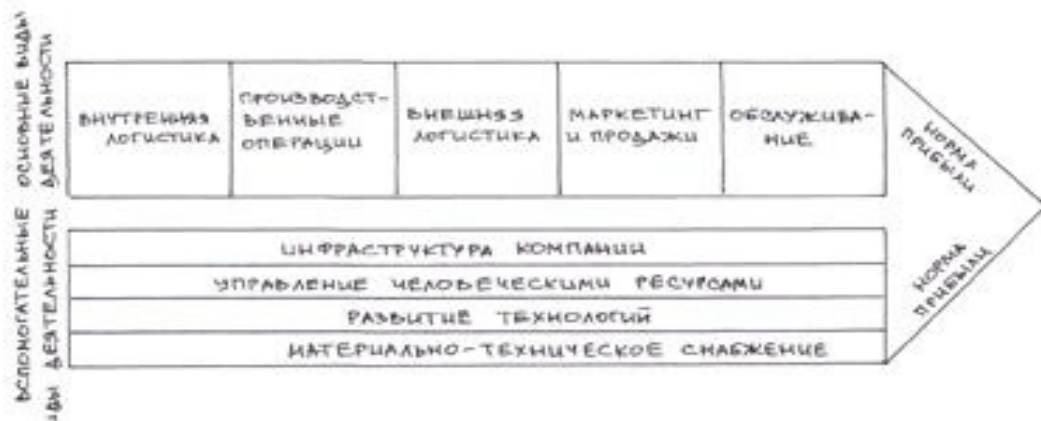 ОСНОВНЫЕ ВИДЫ
ДЕЯТЕЛЬНОСТИ
ВНУТРЕННЯЯ
ЛОГИСТИКА
ПРОИЗВОДСТ-
ВЕННЫЕ
ОПЕРАЦИИ
ВНЕШНЯЯ
ЛОГИСТИКА
МАРКЕТИНГ
И ПРОДАЖИ
ОБСЛУЖИВА-
НИЕ
НОРМА
ПРИБЫЛИ
ВСПОМОГАТЕЛЬНЫЕ
ИДЫ ДЕЯТЕЛЬНОСТИ
ИНФРАСТРУКТУРА КОМПАНИИ
УПРАВЛЕНИЕ ЧЕЛОВЕЧЕСКИМИ РЕСУРСАМИ
РАЗВИТИЕ ТЕХНОЛОГИЙ
МАТЕРИАЛЬНО-ТЕХНИЧЕСКОЕ СНАБЖЕНИЕ
НОРМА
ПРИБЫЛИ